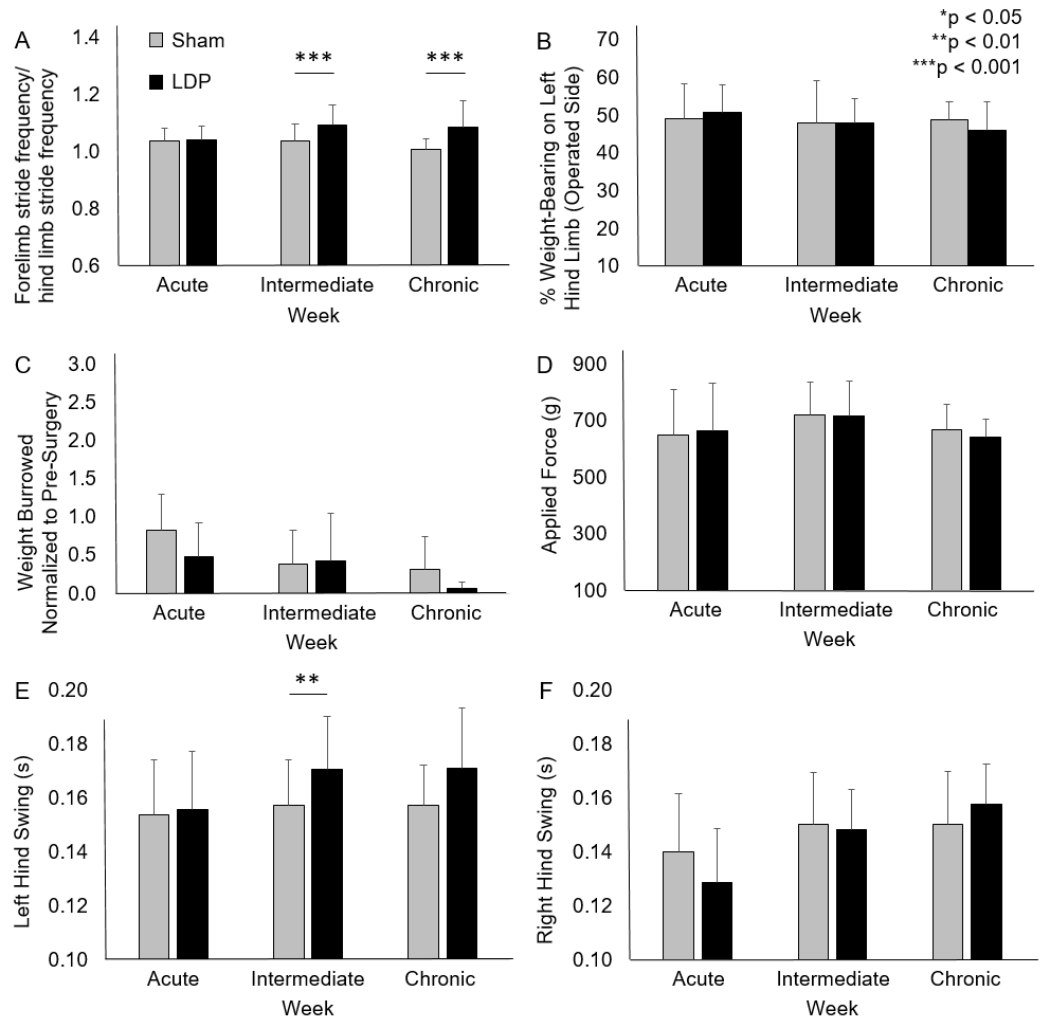 A
Forelimb stride frequency/
hind limb stride frequency
1.4
1.2
1.0
0.8
0.6
Sham
LDP
***
***
Acute
Intermediate
Chronic
Week
B
% Weight-Bearing on Left
Hind Limb (Operated Side)
70
60
50
40
30
20
10
*p < 0.05
**p < 0.01
***p < 0.001
Acute
Intermediate
Chronic
Week
C
Weight Burrowed
Normalized to Pre-Surgery
3.0
2.5
2.0
1.5
1.0
0.5
0.0
Acute
Intermediate
Chronic
Week
D
Applied Force (g)
900
700
500
300
100
Acute
Intermediate
Chronic
Week
E
Left Hind Swing (s)
0.20
0.18
0.16
0.14
0.12
0.10
**
Acute
Intermediate
Chronic
Week
F
Right Hind Swing (s)
0.20
0.18
0.16
0.14
0.12
0.10
Acute
Intermediate
Chronic
Week